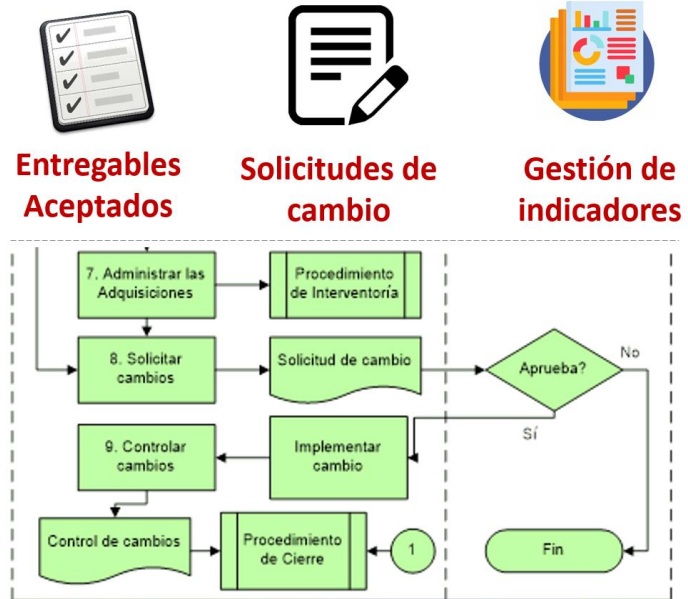 Entregables
Aceptados
Solicitudes de
cambio
Gestión de
indicadores
7. Administrar las
Adquisiciones
Procedimiento
de Interventoría
8. Solicitar
cambios
Solicitud de cambio
Aprueba?
No
Sí
9. Controlar
cambios
Implementar
cambio
Control de cambios
Procedimiento
de Cierre
1
Fin